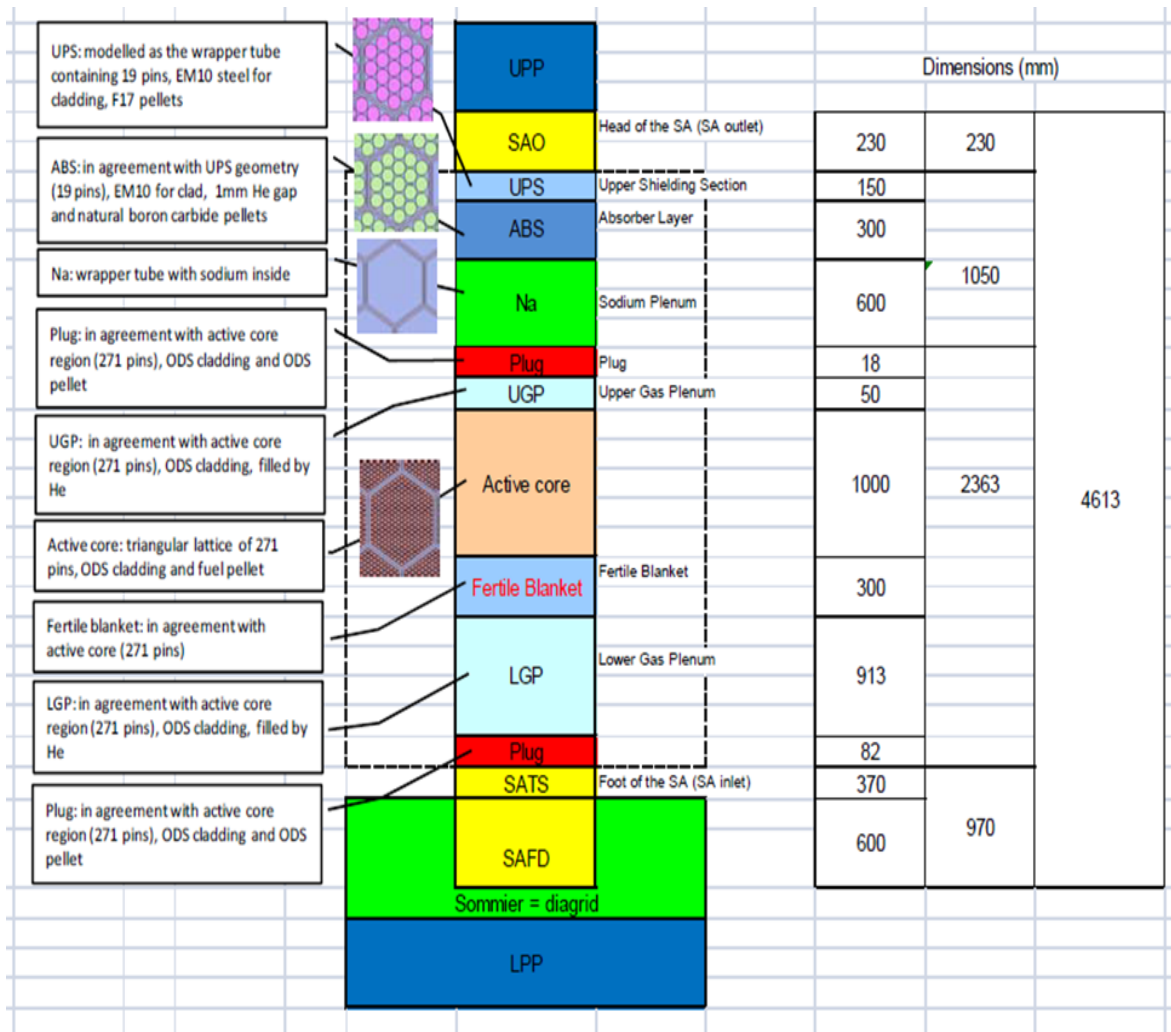 UPS: modelled as the wrapper tube
containing 19 pins, EM10 steel for
cladding, F17 pellets
ABS: in agreement with UPS geometry
(19 pins), EM10 for clad, 1mm He gap
and natural boron carbide pellets
Na: wrapper tube with sodium inside
Plug: in agreement with active core
region (271 pins), ODS cladding and ODS
pellet
UGP: in agreement with active core
region (271 pins), ODS cladding, filled by
He
Active core: triangular lattice of 271
pins, ODS cladding and fuel pellet
Fertile blanket: in agreement with
active core (271 pins)
LGP: in agreement with active core
region (271 pins), ODS cladding, filled by
He
Plug: in agreement with active core
region (271 pins), ODS cladding and ODS
pellet
UPP
SAO
Head of the SA (SA outlet)
UPS
Upper Shielding Section
ABS
Absorber Layer
Na
Sodium Plenum
Plug
Plug
UGP
Upper Gas Plenum
Active core
Fertile Blanket
Fertile Blanket
LGP
Lower Gas Plenum
Plug
SATS
Foot of the SA (SA inlet)
SAFD
Sommier = diagrid
LPP
Dimensions (mm)
230
150
300
600
18
50
1000
300
913
82
370
600
230
1050
2363
970
4613